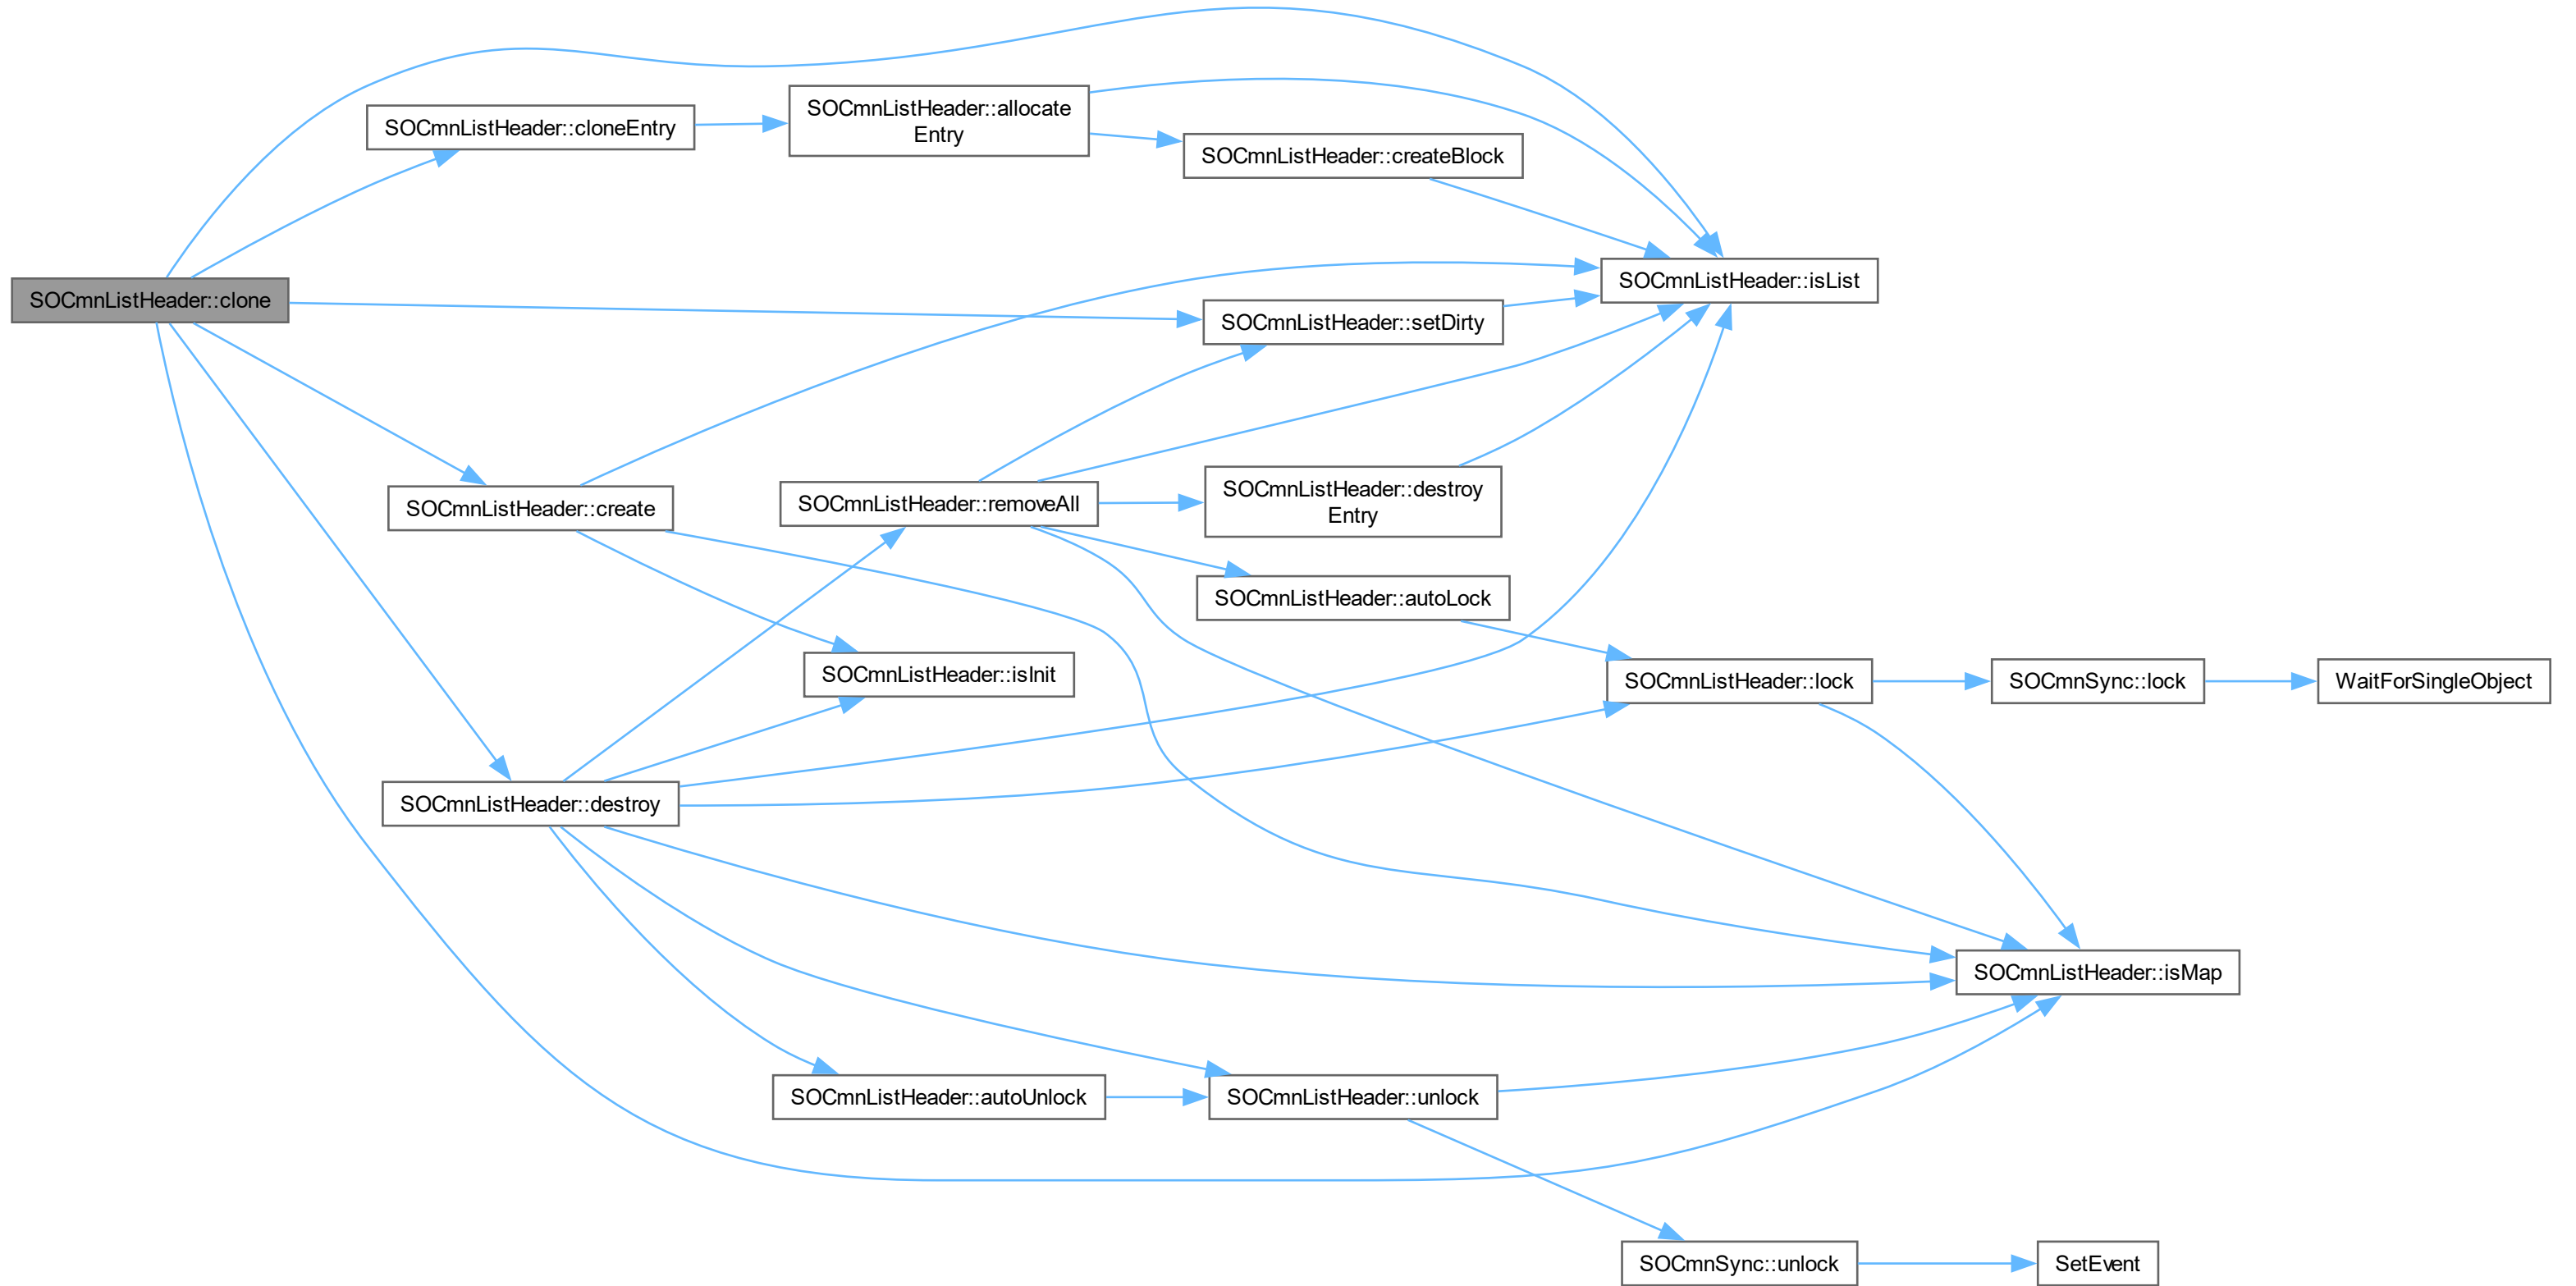 SOCmnListHeader::clone
SOCmnListHeader::cloneEntry
SOCmnListHeader::allocate
Entry
SOCmnListHeader::createBlock
SOCmnListHeader::isList
SOCmnListHeader::setDirty
SOCmnListHeader::create
SOCmnListHeader::removeAll
SOCmnListHeader::destroy
Entry
SOCmnListHeader::autoLock
SOCmnListHeader::isInit
SOCmnListHeader::lock
SOCmnSync::lock
WaitForSingleObject
SOCmnListHeader::destroy
SOCmnListHeader::isMap
SOCmnListHeader::autoUnlock
SOCmnListHeader::unlock
SOCmnSync::unlock
SetEvent